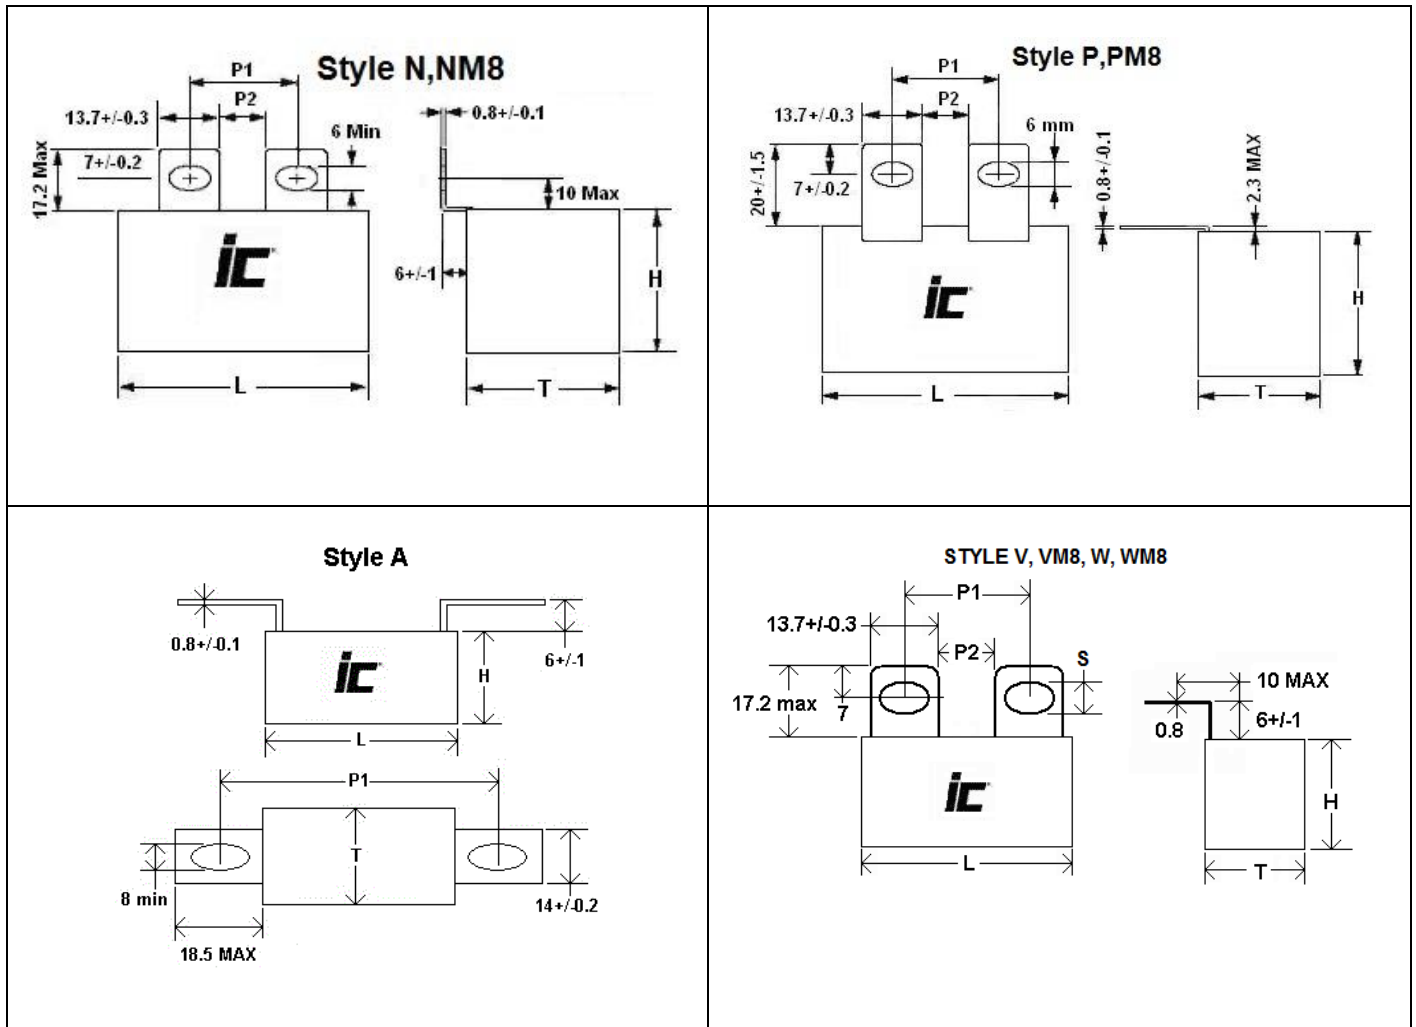 Style N,NM8
P1
P2
13.7+/-0.3
0.8+/-0.1
6 Min
7+/-0.2
17.2 Max
10 Max
ic
6+/-1
H
L
T
Style P,PM8
P1
P2
13.7+/-0.3
6 mm
0.8+/-0.1
2.3 MAX
20+/-1.5
7+/-0.2
ic
H
L
T
Style A
0.8+/-0.1
6+/-1
ic
H
L
P1
T
8 min
14+/-0.2
18.5 MAX
STYLE V, VM8, W, WM8
P1
13.7+/-0.3
P2
S
17.2 max
7
10 MAX
0.8
6+/-1
ic
H
L
T